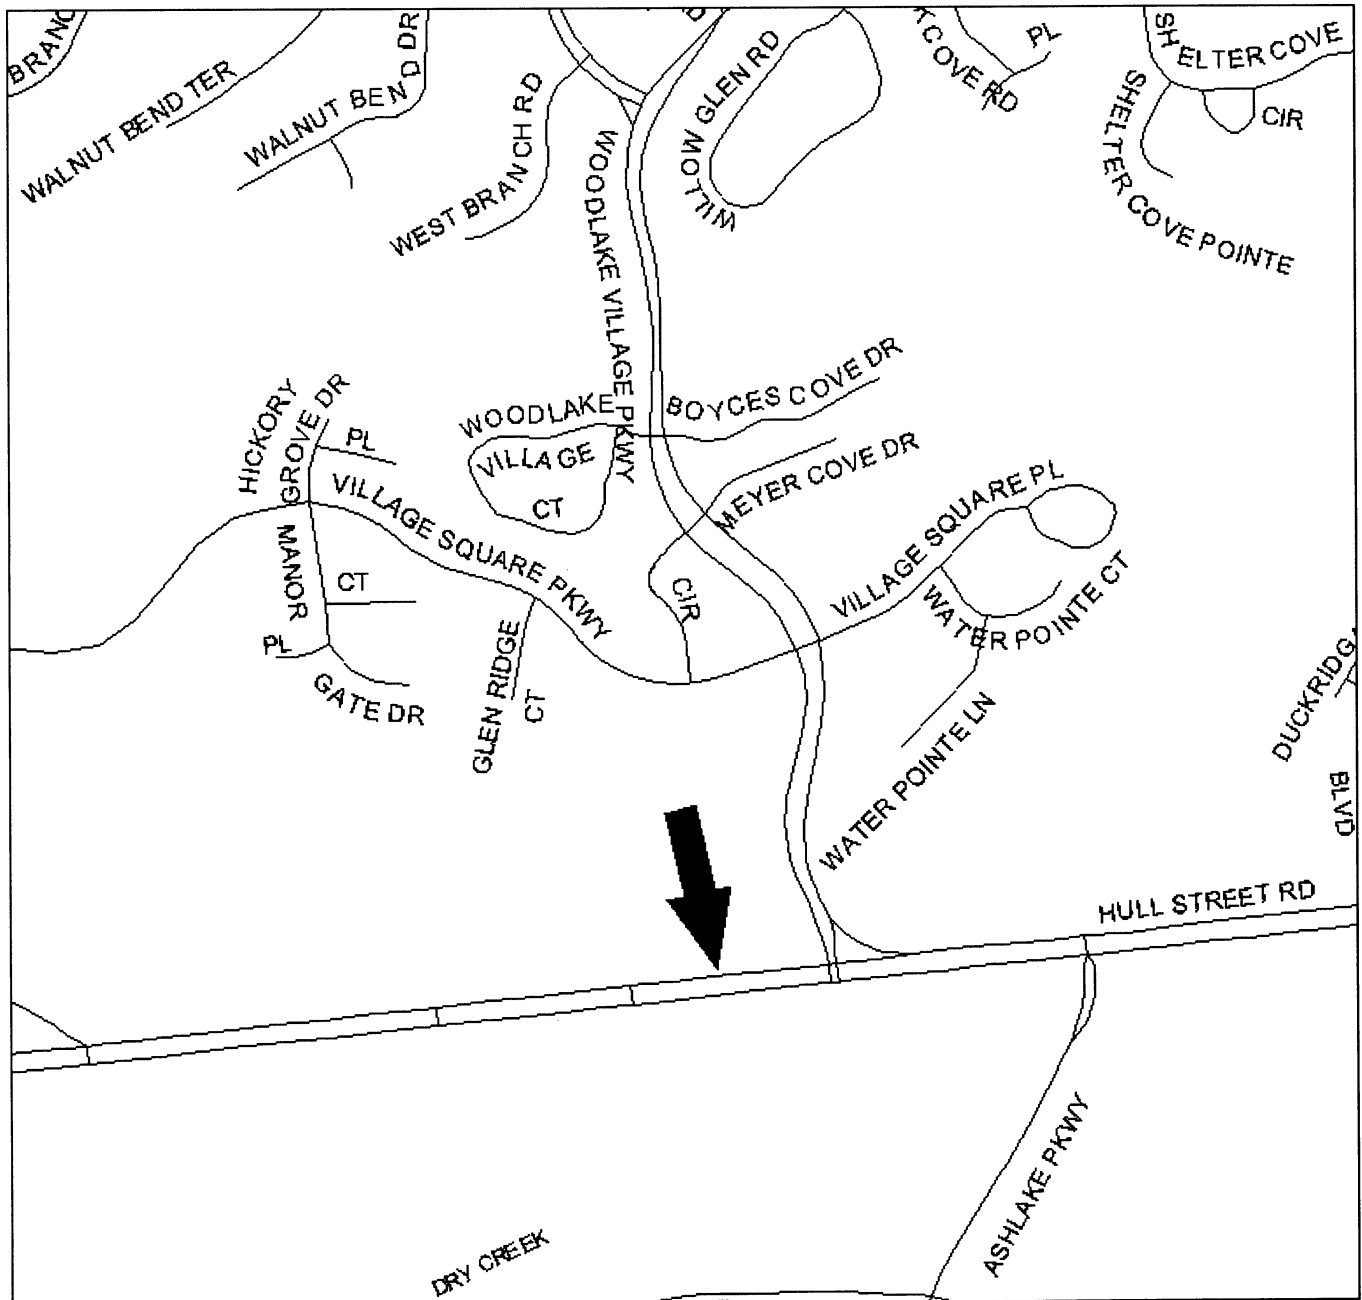 BRANC
WALNUT BEND TER
WALNUT BEND DR
WEST BRANCH RD
WOODLAKE VILLAGE PKWY
WILLOW GLEN RD
COVE RD
PL
SHELTER COVE
CIR
SHELTER COVE POINTE
HICKORY
GROVE DR
PL
WOODLAKE
VILLAGE
CT
BOYCES COVE DR
MEYER COVE DR
CIR
VILLAGE SQUARE PKWY
VILLAGE SQUARE PL
MANOR
CT
PL
GATE DR
GLEN RIDGE
CT
WATER POINTE CT
WATER POINTE LN
DUCKRIDG
BLVD
HULL STREET RD
ASHLAKE PKWY
DRY CREEK